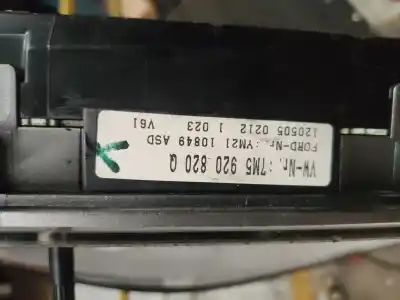 VW-Nr. :7M5 920 820 Q
FORD-Nr.:YM21 10849 ASD
120505 0212 1 023 V61